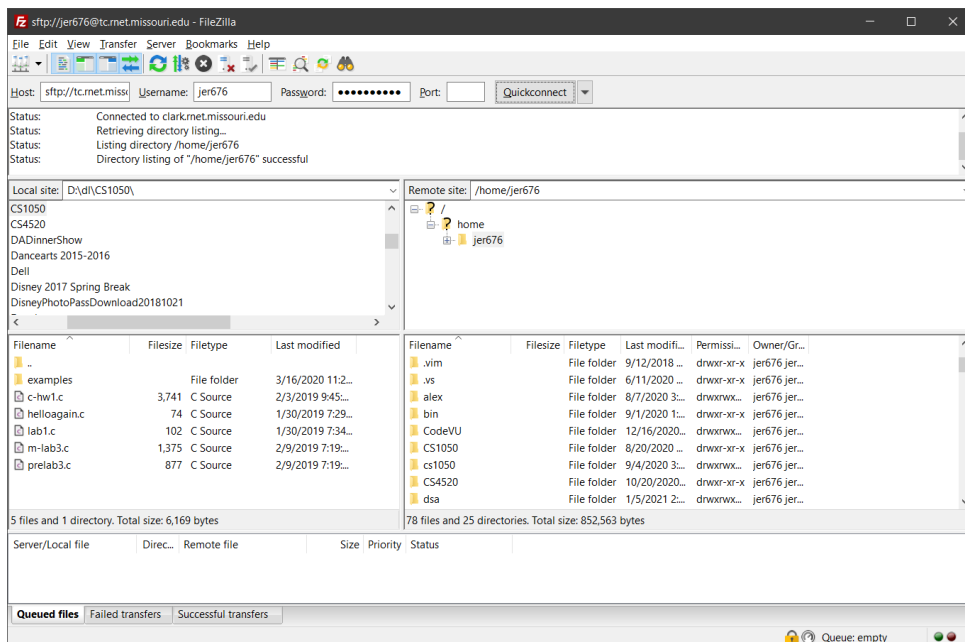 sftp://jer676@tc.rnet.missouri.edu - FileZilla
File Edit View Transfer Server Bookmarks Help
Host: sftp://tc.rnet.misso Username: jer676 Password: ●●●●●●●●●● Port: Quickconnect
Status: Connected to clark.rnet.missouri.edu
Status: Retrieving directory listing...
Status: Listing directory /home/jer676
Status: Directory listing of "/home/jer676" successful
Local site: D:\dl\CS1050\
CS1050
CS4520
DADinnerShow
Dancearts 2015-2016
Dell
Disney 2017 Spring Break
DisneyPhotoPassDownload20181021
Remote site: /home/jer676
/
home
jer676
Filename Filesize Filetype Last modified
..
examples File folder 3/16/2020 11:2...
c-hw1.c 3,741 C Source 2/3/2019 9:45:...
helloagain.c 74 C Source 1/30/2019 7:29...
lab1.c 102 C Source 1/30/2019 7:34...
m-lab3.c 1,375 C Source 2/9/2019 7:19:...
prelab3.c 877 C Source 2/9/2019 7:19:...
5 files and 1 directory. Total size: 6,169 bytes
Filename Filesize Filetype Last modifi... Permissi... Owner/Gr...
.vim File folder 9/12/2018 ... drwxr-xr-x jer676 jer...
.vs File folder 6/11/2020 ... drwxr-xr-x jer676 jer...
alex File folder 8/7/2020 3:... drwxrwx... jer676 jer...
bin File folder 9/1/2020 1:... drwxr-xr-x jer676 jer...
CodeVU File folder 12/16/2020... drwxrwx... jer676 jer...
CS1050 File folder 8/20/2020 ... drwxr-xr-x jer676 jer...
cs1050 File folder 9/4/2020 3:... drwxrwx... jer676 jer...
CS4520 File folder 10/20/2020... drwxr-xr-x jer676 jer...
dsa File folder 1/5/2021 2:... drwxrwx... jer676 jer...
78 files and 25 directories. Total size: 852,563 bytes
Server/Local file Direc... Remote file Size Priority Status
Queued files Failed transfers Successful transfers
Queue: empty